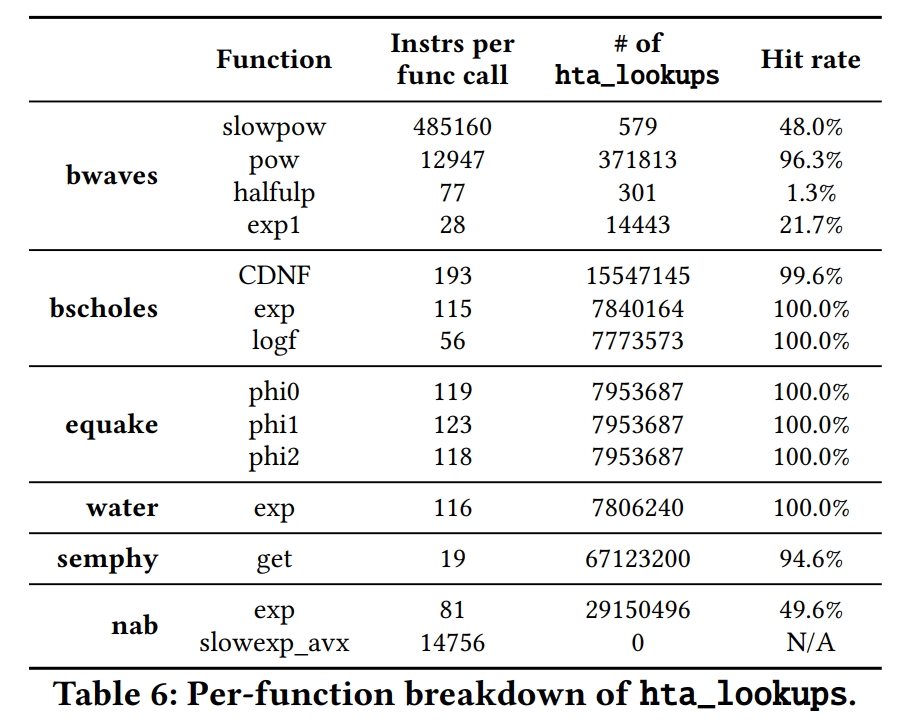 Function Instrs per func call # of hta_lookups Hit rate
bwaves
slowpow 485160 579 48.0%
pow 12947 371813 96.3%
halfulp 77 301 1.3%
exp1 28 14443 21.7%
bscholes
CDNF 193 15547145 99.6%
exp 115 7840164 100.0%
logf 56 7773573 100.0%
equake
phi0 119 7953687 100.0%
phi1 123 7953687 100.0%
phi2 118 7953687 100.0%
water exp 116 7806240 100.0%
semphy get 19 67123200 94.6%
nab
exp 81 29150496 49.6%
slowexp_avx 14756 0 N/A
Table 6: Per-function breakdown of hta_lookups.